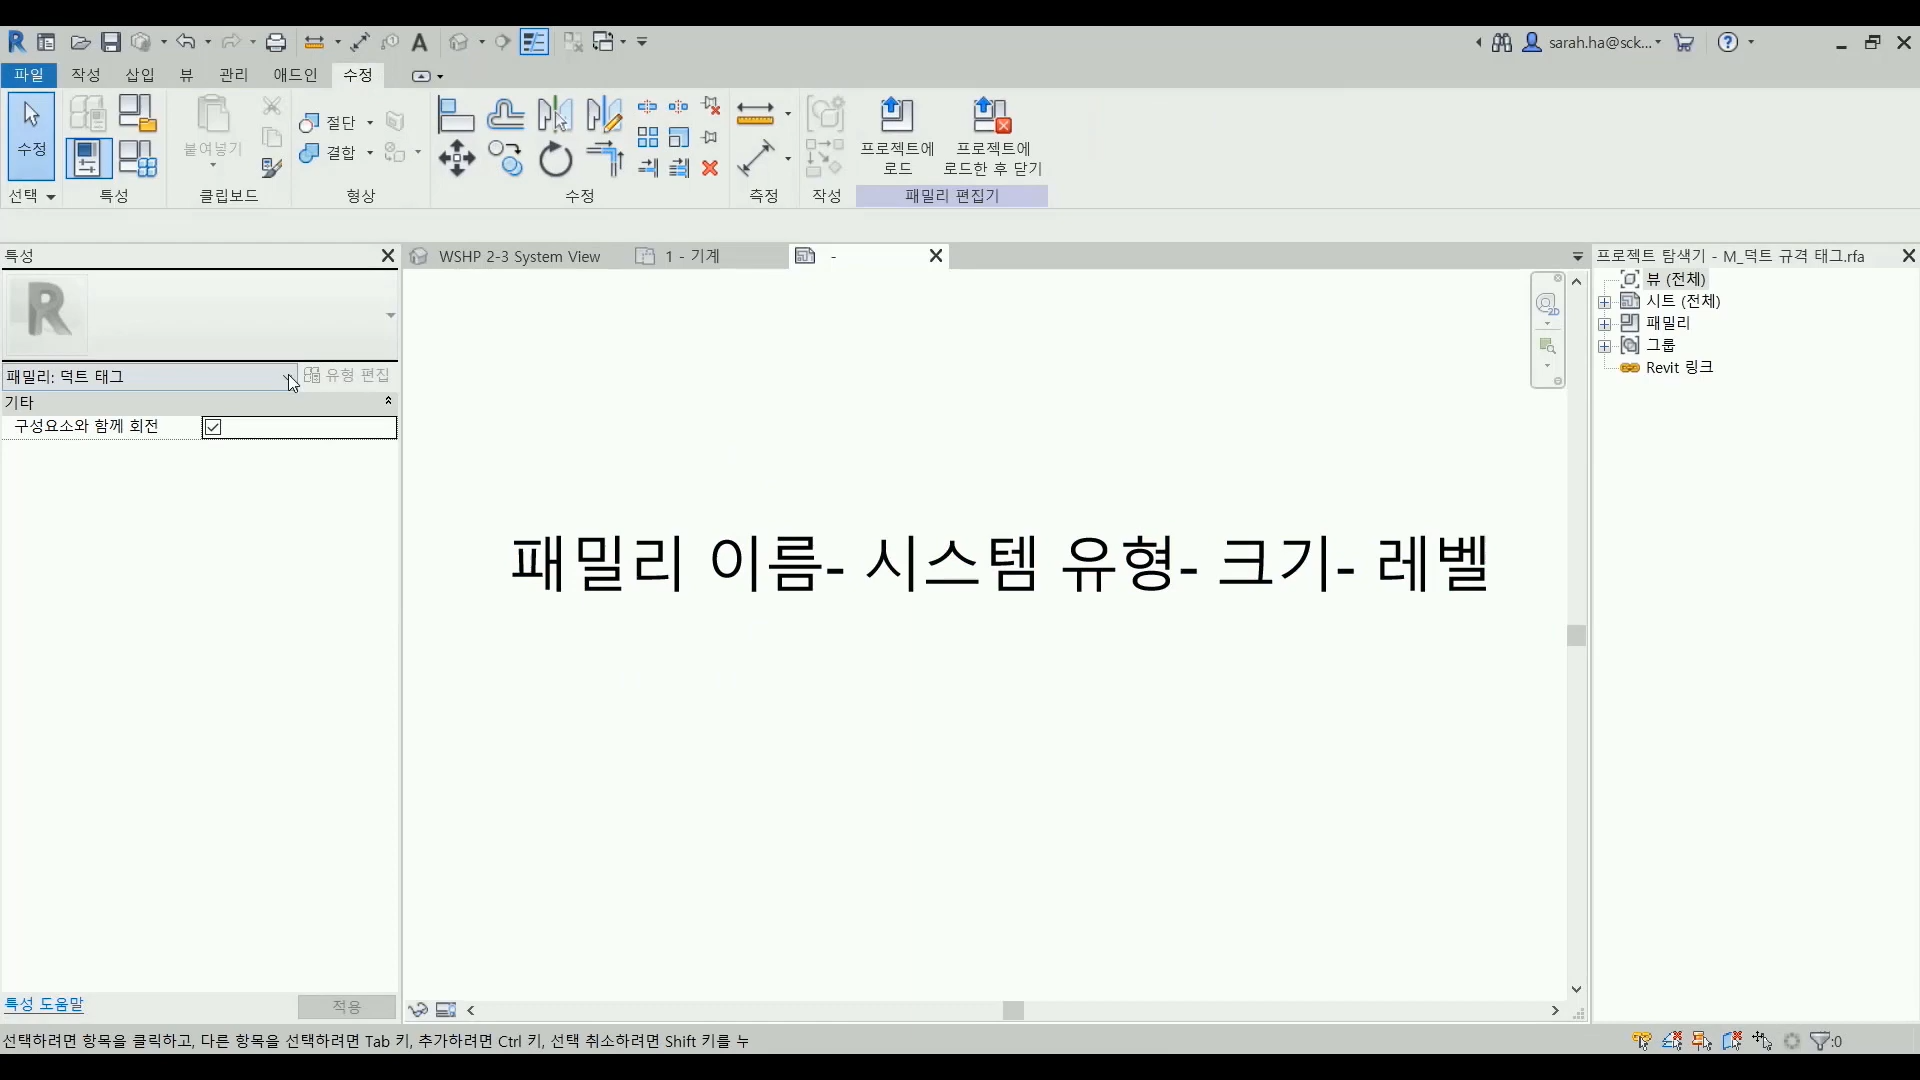 sarah.ha@sck...
파일 작성 삽입 뷰 관리 애드인 수정
수정
붙여넣기
절단
결합
프로젝트에
로드
프로젝트에
로드한 후 닫기
선택 특성 클립보드 형상 수정 측정 작성 패밀리 편집기
특성
WSHP 2-3 System View
1 - 기계
-
프로젝트 탐색기 - M_덕트 규격 태그.rfa
R
패밀리: 덕트 태그
유형 편집
기타
구성요소와 함께 회전
2D
뷰 (전체)
시트 (전체)
패밀리
그룹
Revit 링크
패밀리 이름- 시스템 유형- 크기- 레벨
특성 도움말
적용
선택하려면 항목을 클릭하고, 다른 항목을 선택하려면 Tab 키, 추가하려면 Ctrl 키, 선택 취소하려면 Shift 키를 누
:0